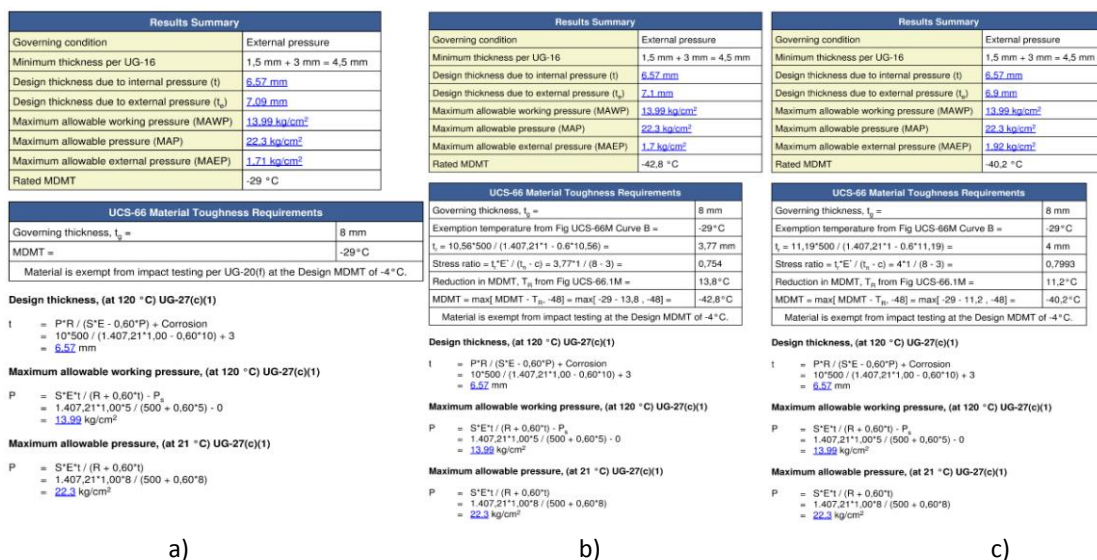 Results Summary
Governing condition External pressure
Minimum thickness per UG-16 1,5 mm + 3 mm = 4,5 mm
Design thickness due to internal pressure (t) 6,57 mm
Design thickness due to external pressure (te) 7,09 mm
Maximum allowable working pressure (MAWP) 13,99 kg/cm²
Maximum allowable pressure (MAP) 22,3 kg/cm²
Maximum allowable external pressure (MAEP) 1,71 kg/cm²
Rated MDMT -29 °C
UCS-66 Material Toughness Requirements
Governing thickness, tg = 8 mm
MDMT = -29°C
Material is exempt from impact testing per UG-20(f) at the Design MDMT of -4°C.
Design thickness, (at 120 °C) UG-27(c)(1)
t = P*R / (S*E - 0,60*P) + Corrosion
= 10*500 / (1.407,21*1,00 - 0,60*10) + 3
= 6,57 mm
Maximum allowable working pressure, (at 120 °C) UG-27(c)(1)
P = S*E*t / (R + 0,60*t) - Ps
= 1.407,21*1,00*5 / (500 + 0,60*5) - 0
= 13,99 kg/cm²
Maximum allowable pressure, (at 21 °C) UG-27(c)(1)
P = S*E*t / (R + 0,60*t)
= 1.407,21*1,00*8 / (500 + 0,60*8)
= 22,3 kg/cm²
a)
Results Summary
Governing condition External pressure
Minimum thickness per UG-16 1,5 mm + 3 mm = 4,5 mm
Design thickness due to internal pressure (t) 6,57 mm
Design thickness due to external pressure (te) 7,1 mm
Maximum allowable working pressure (MAWP) 13,99 kg/cm²
Maximum allowable pressure (MAP) 22,3 kg/cm²
Maximum allowable external pressure (MAEP) 1,7 kg/cm²
Rated MDMT -42,8 °C
UCS-66 Material Toughness Requirements
Governing thickness, tg = 8 mm
Exemption temperature from Fig UCS-66M Curve B = -29°C
tr = 10,56*500 / (1.407,21*1 - 0.6*10,56) = 3,77 mm
Stress ratio = tr*E* / (tn - c) = 3,77*1 / (8 - 3) = 0,754
Reduction in MDMT, TR from Fig UCS-66.1M = 13,8°C
MDMT = max[ MDMT - TR, -48] = max[ -29 - 13,8 , -48] = -42,8°C
Material is exempt from impact testing at the Design MDMT of -4°C.
Design thickness, (at 120 °C) UG-27(c)(1)
t = P*R / (S*E - 0,60*P) + Corrosion
= 10*500 / (1.407,21*1,00 - 0,60*10) + 3
= 6,57 mm
Maximum allowable working pressure, (at 120 °C) UG-27(c)(1)
P = S*E*t / (R + 0,60*t) - Ps
= 1.407,21*1,00*5 / (500 + 0,60*5) - 0
= 13,99 kg/cm²
Maximum allowable pressure, (at 21 °C) UG-27(c)(1)
P = S*E*t / (R + 0,60*t)
= 1.407,21*1,00*8 / (500 + 0,60*8)
= 22,3 kg/cm²
b)
Results Summary
Governing condition External pressure
Minimum thickness per UG-16 1,5 mm + 3 mm = 4,5 mm
Design thickness due to internal pressure (t) 6,57 mm
Design thickness due to external pressure (te) 6,9 mm
Maximum allowable working pressure (MAWP) 13,99 kg/cm²
Maximum allowable pressure (MAP) 22,3 kg/cm²
Maximum allowable external pressure (MAEP) 1,92 kg/cm²
Rated MDMT -40,2 °C
UCS-66 Material Toughness Requirements
Governing thickness, tg = 8 mm
Exemption temperature from Fig UCS-66M Curve B = -29°C
tr = 11,19*500 / (1.407,21*1 - 0.6*11,19) = 4 mm
Stress ratio = tr*E* / (tn - c) = 4*1 / (8 - 3) = 0,7993
Reduction in MDMT, TR from Fig UCS-66.1M = 11,2°C
MDMT = max[ MDMT - TR, -48] = max[ -29 - 11,2 , -48] = -40,2°C
Material is exempt from impact testing at the Design MDMT of -4°C.
Design thickness, (at 120 °C) UG-27(c)(1)
t = P*R / (S*E - 0,60*P) + Corrosion
= 10*500 / (1.407,21*1,00 - 0,60*10) + 3
= 6,57 mm
Maximum allowable working pressure, (at 120 °C) UG-27(c)(1)
P = S*E*t / (R + 0,60*t) - Ps
= 1.407,21*1,00*5 / (500 + 0,60*5) - 0
= 13,99 kg/cm²
Maximum allowable pressure, (at 21 °C) UG-27(c)(1)
P = S*E*t / (R + 0,60*t)
= 1.407,21*1,00*8 / (500 + 0,60*8)
= 22,3 kg/cm²
c)